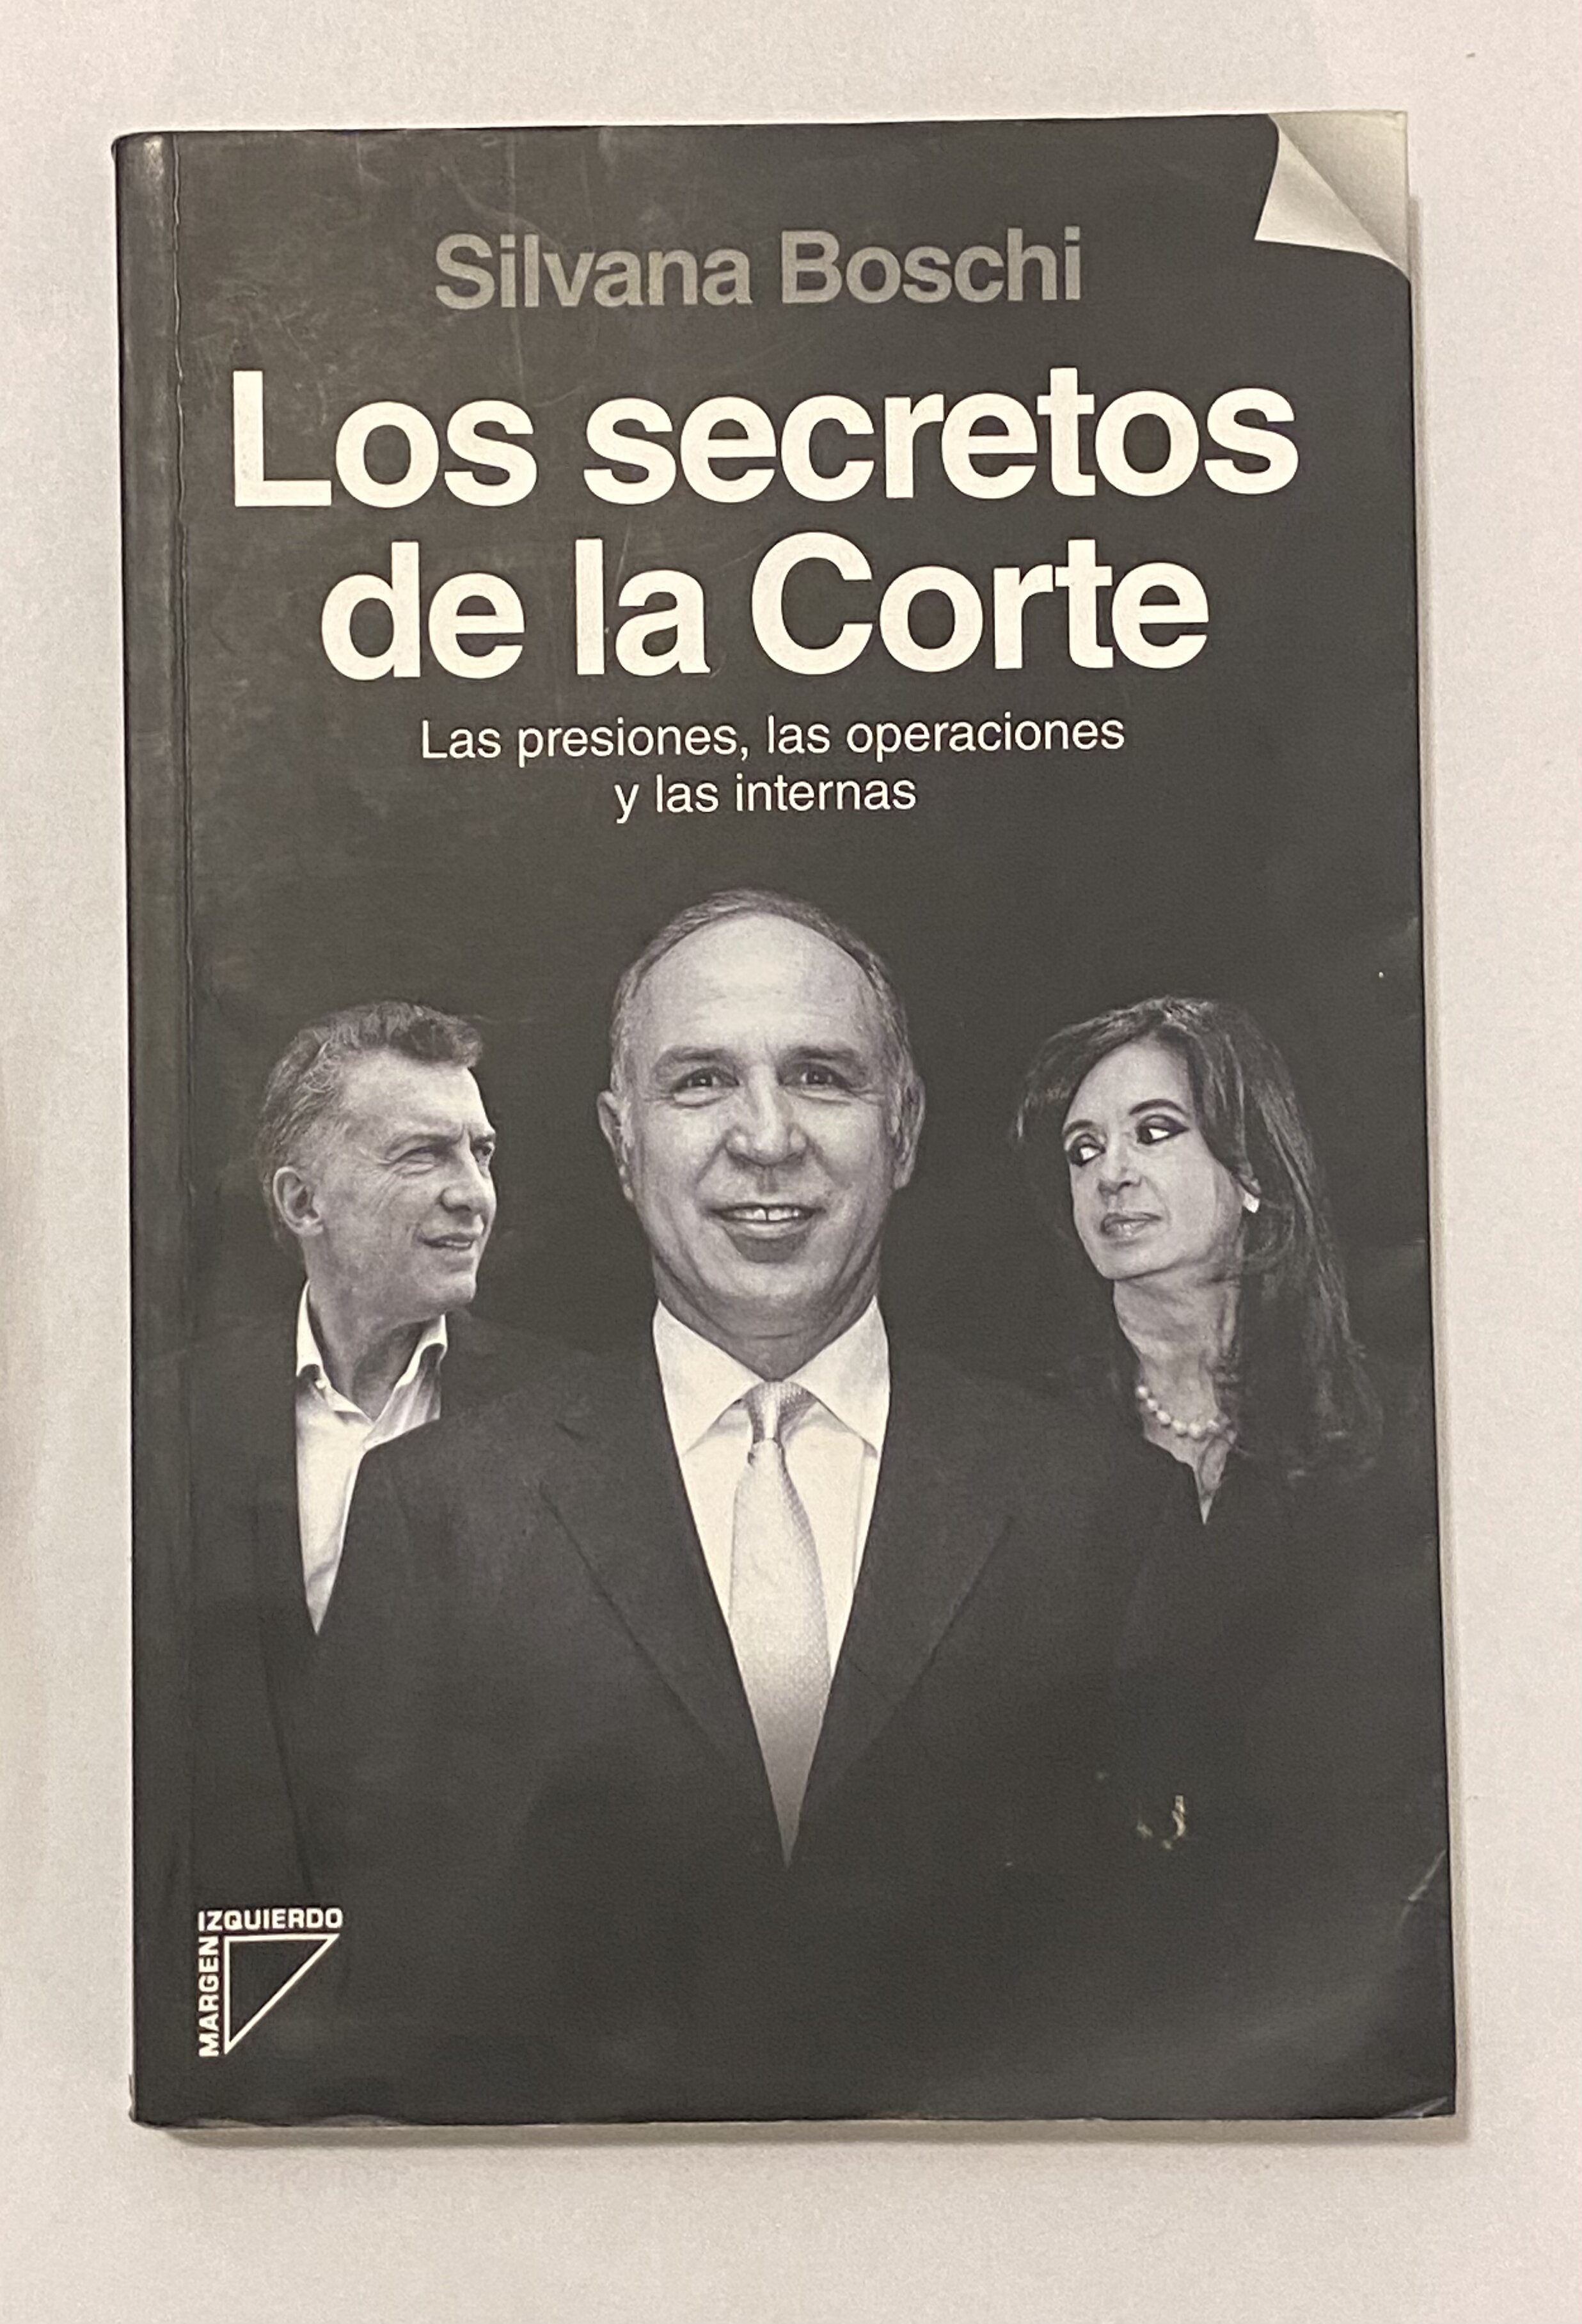 Silvana Boschi
Los secretos
de la Corte
Las presiones, las operaciones
y las internas
MARGEN
IZQUIERDO